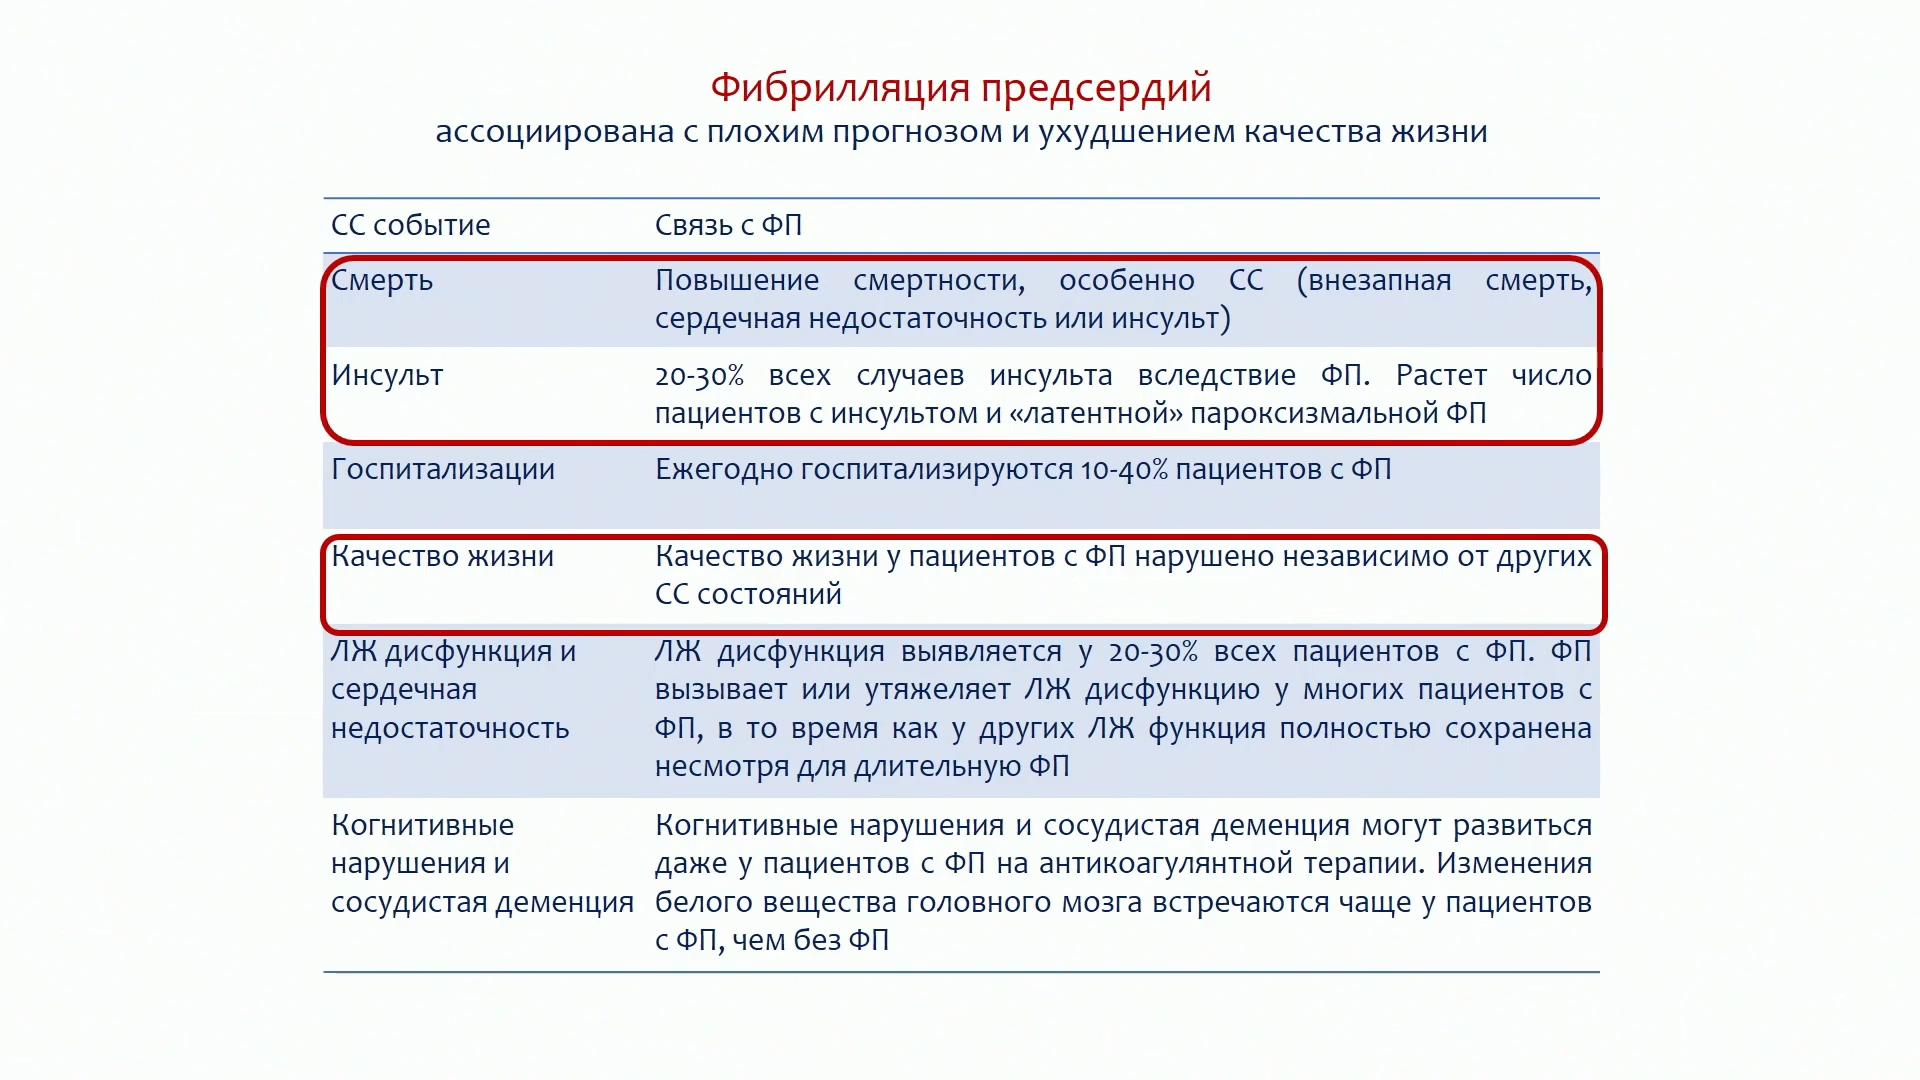 Фибрилляция предсердий
ассоциирована с плохим прогнозом и ухудшением качества жизни
СС событие
Связь с ФП
Смерть
Повышение смертности, особенно СС (внезапная смерть,
сердечная недостаточность или инсульт)
Инсульт
20-30% всех случаев инсульта вследствие ФП. Растет число
пациентов с инсультом и «латентной» пароксизмальной ФП
Госпитализации
Ежегодно госпитализируются 10-40% пациентов с ФП
Качество жизни
Качество жизни у пациентов с ФП нарушено независимо от других
СС состояний
ЛЖ дисфункция и
сердечная
недостаточность
ЛЖ дисфункция выявляется у 20-30% всех пациентов с ФП. ФП
вызывает или утяжеляет ЛЖ дисфункцию у многих пациентов с
ФП, в то время как у других ЛЖ функция полностью сохранена
несмотря для длительную ФП
Когнитивные
нарушения и
сосудистая деменция
Когнитивные нарушения и сосудистая деменция могут развиться
даже у пациентов с ФП на антикоагулянтной терапии. Изменения
белого вещества головного мозга встречаются чаще у пациентов
с ФП, чем без ФП